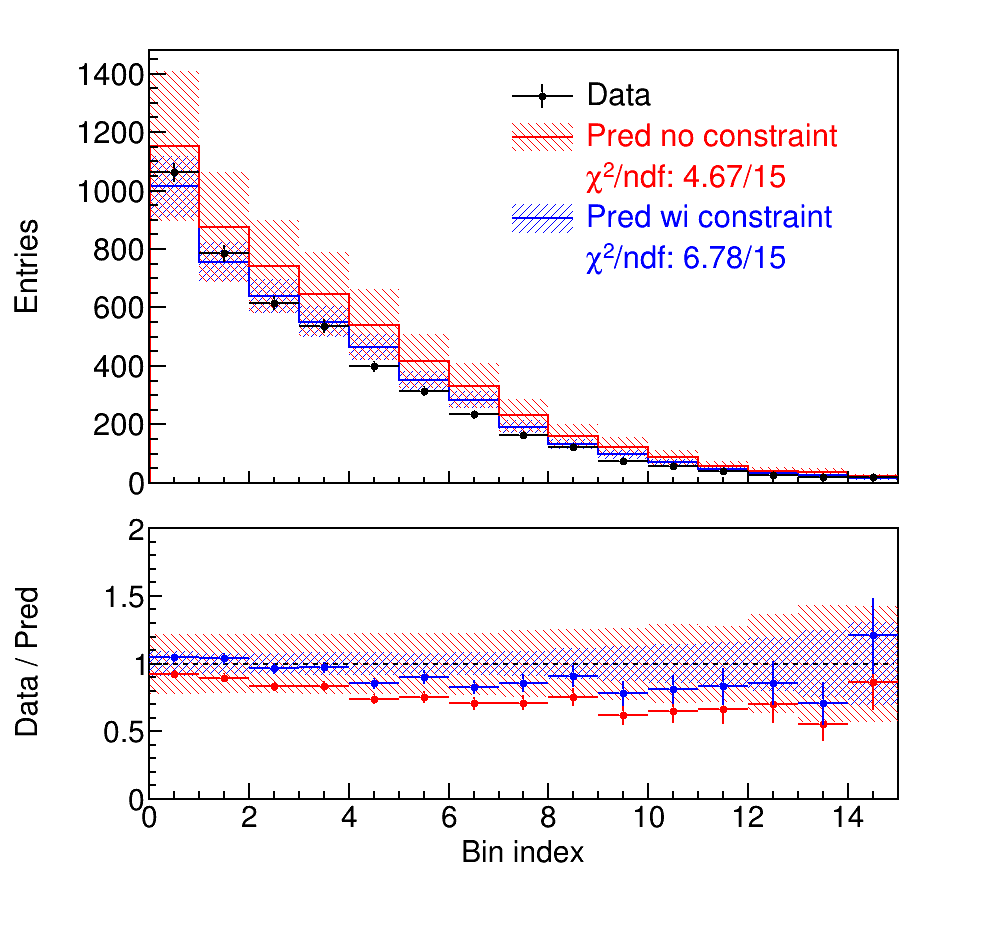 1400
1200
1000
800
600
400
200
0
Entries
Data
Pred no constraint
χ²/ndf: 4.67/15
Pred wi constraint
χ²/ndf: 6.78/15
2
1.5
1
0.5
0
Data / Pred
0 2 4 6 8 10 12 14
Bin index